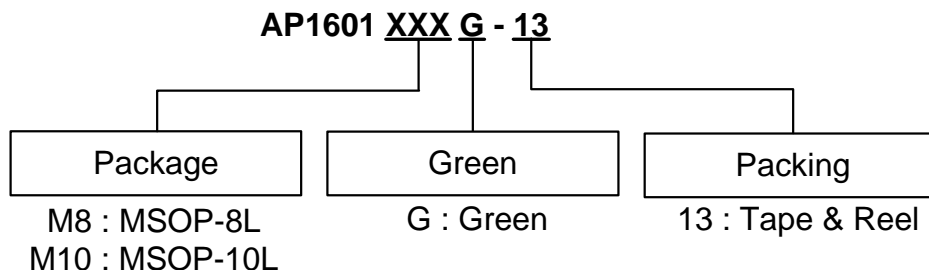 AP1601 XXX G - 13
Package
Green
Packing
M8 : MSOP-8L
M10 : MSOP-10L
G : Green
13 : Tape & Reel